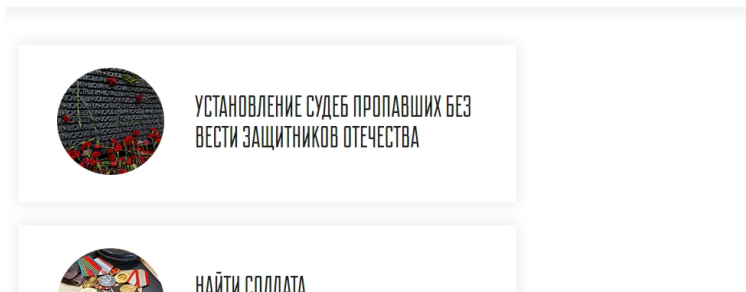 УСТАНОВЛЕНИЕ СУДЕБ ПРОПАВШИХ БЕЗ
ВЕСТИ ЗАЩИТНИКОВ ОТЕЧЕСТВА
НАЙТИ СОЛДАТА